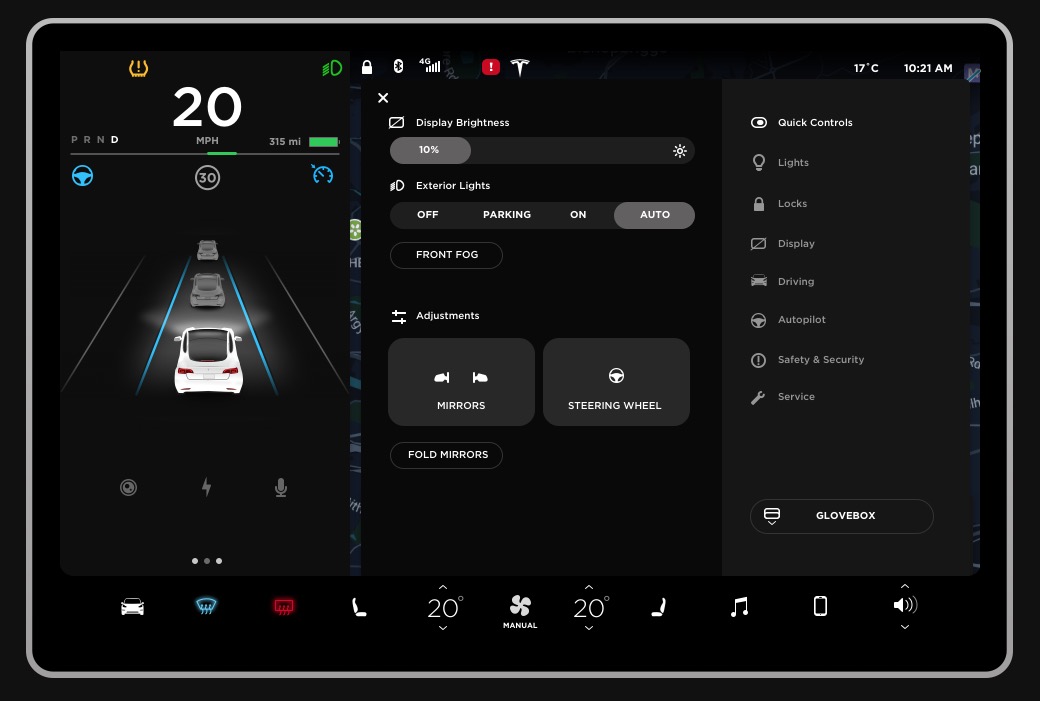 4G
17°C
10:21 AM
20
P R N D
MPH
315 mi
30
Display Brightness
10%
Exterior Lights
OFF
PARKING
ON
AUTO
FRONT FOG
Adjustments
MIRRORS
STEERING WHEEL
FOLD MIRRORS
Quick Controls
Lights
Locks
Display
Driving
Autopilot
Safety & Security
Service
GLOVEBOX
20°
MANUAL
20°